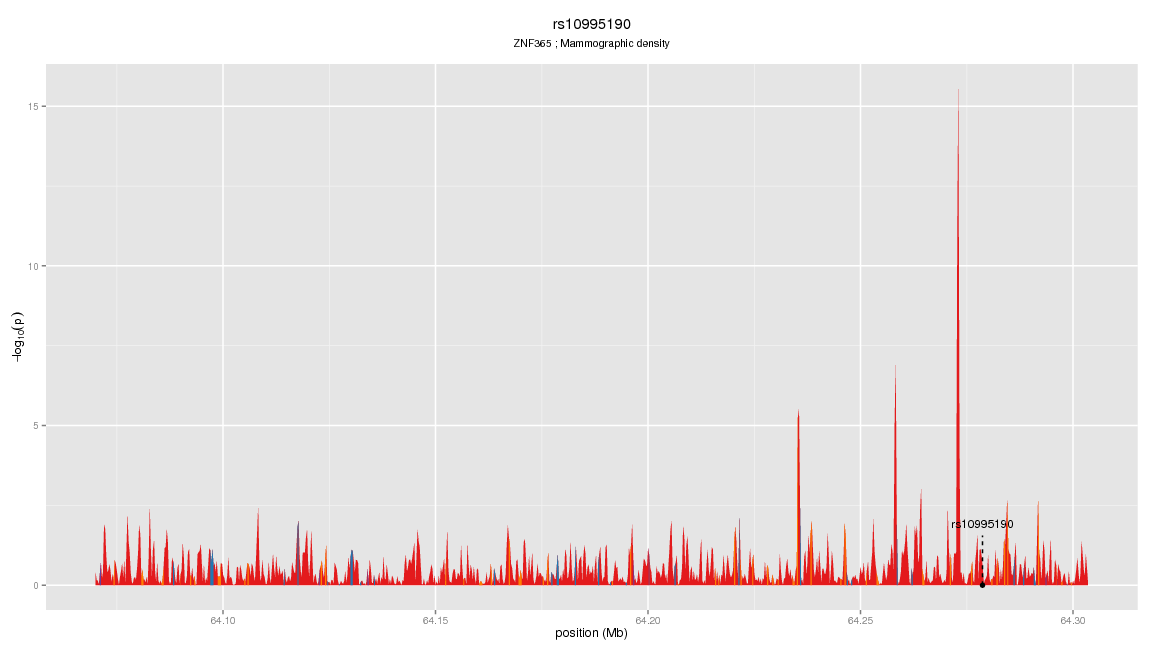 rs10995190
ZNF365 ; Mammographic density
15
10
5
0
−log10(p)
rs10995190
64.10
64.15
64.20
64.25
64.30
position (Mb)